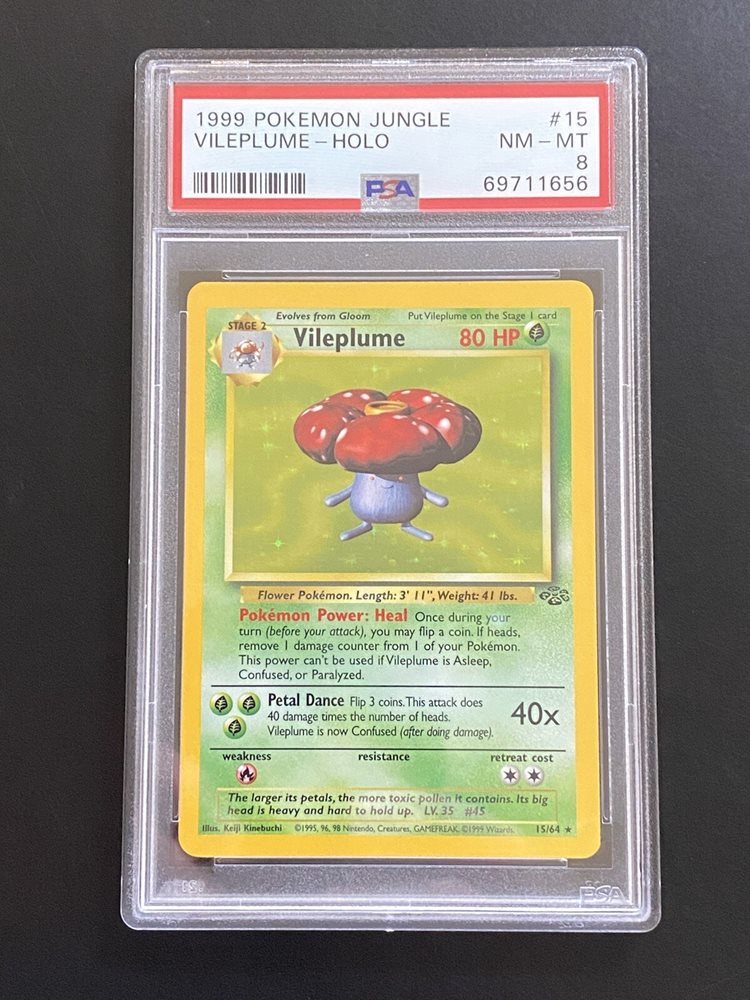 1999 POKEMON JUNGLE #15
VILEPLUME – HOLO NM – MT
8
PSA 69711656
Evolves from Gloom Put Vileplume on the Stage 1 card
STAGE 2
Vileplume 80 HP
Flower Pokémon. Length: 3' 11", Weight: 41 lbs.
Pokémon Power: Heal Once during your
turn (before your attack), you may flip a coin. If heads,
remove 1 damage counter from 1 of your Pokémon.
This power can't be used if Vileplume is Asleep,
Confused, or Paralyzed.
Petal Dance Flip 3 coins. This attack does
40 damage times the number of heads.
Vileplume is now Confused (after doing damage).
40x
weakness resistance retreat cost
The larger its petals, the more toxic pollen it contains. Its big
head is heavy and hard to hold up. LV. 35 #45
Illus. Keiji Kinebuchi ©1995, 96, 98 Nintendo, Creatures, GAMEFREAK. ©1999 Wizards. 15/64 ★
PSA